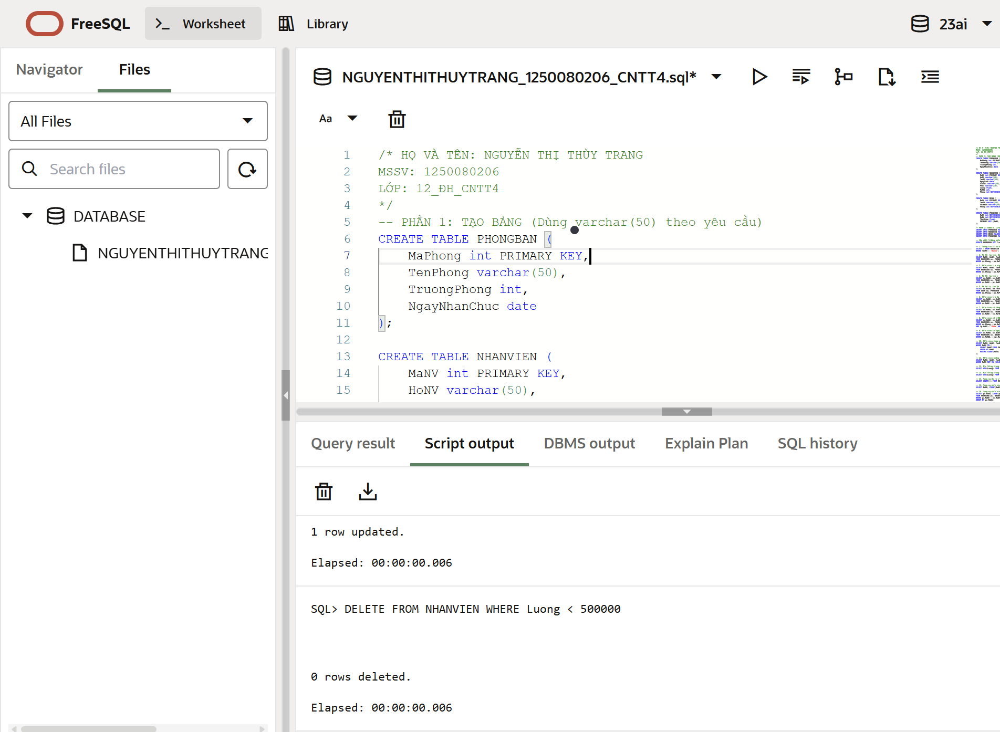 FreeSQL
Worksheet
Library
23ai
Navigator
Files
All Files
Search files
DATABASE
NGUYENTHITHUYTRANG
NGUYENTHITHUYTRANG_1250080206_CNTT4.sql*
Aa
1 /* HỌ VÀ TÊN: NGUYỄN THỊ THÙY TRANG
2 MSSV: 1250080206
3 LỚP: 12_ĐH_CNTT4
4 */
5 -- PHẦN 1: TẠO BẢNG (Dùng varchar(50) theo yêu cầu)
6 CREATE TABLE PHONGBAN (
7 MaPhong int PRIMARY KEY,
8 TenPhong varchar(50),
9 TruongPhong int,
10 NgayNhanChuc date
11 );
12
13 CREATE TABLE NHANVIEN (
14 MaNV int PRIMARY KEY,
15 HoNV varchar(50),
Query result
Script output
DBMS output
Explain Plan
SQL history
1 row updated.
Elapsed: 00:00:00.006
SQL> DELETE FROM NHANVIEN WHERE Luong < 500000
0 rows deleted.
Elapsed: 00:00:00.006